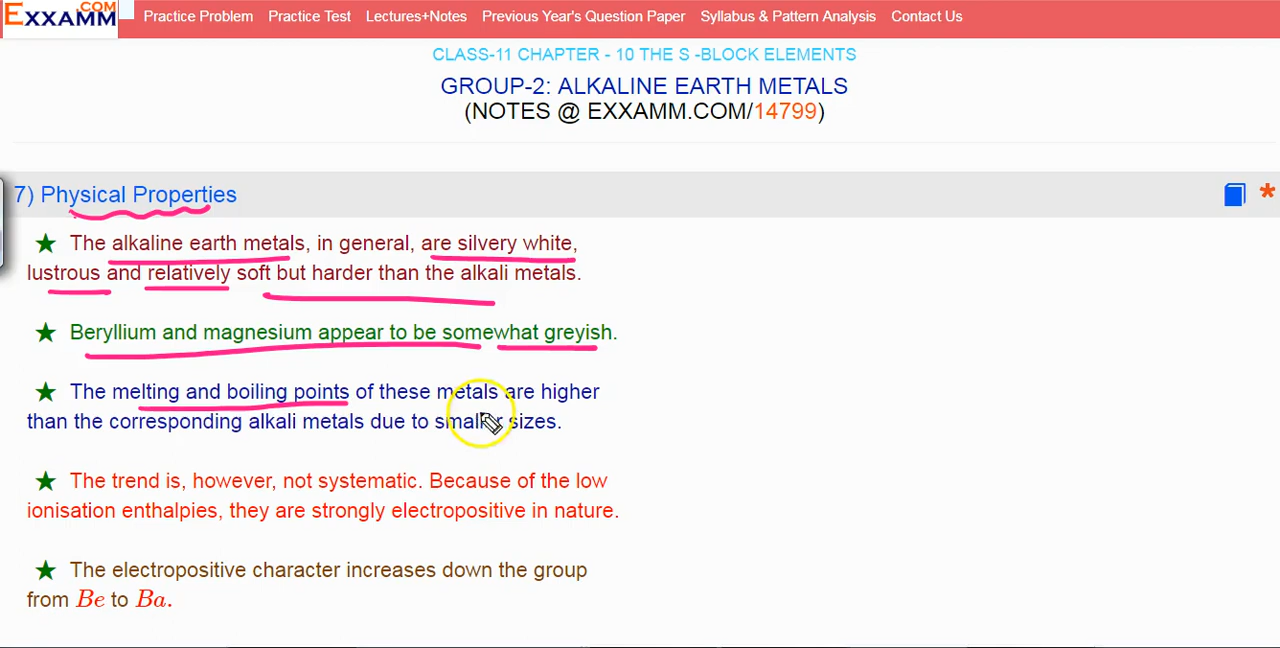 EXXAMM.COM
Practice Problem Practice Test Lectures+Notes Previous Year's Question Paper Syllabus & Pattern Analysis Contact Us
CLASS-11 CHAPTER - 10 THE S -BLOCK ELEMENTS
GROUP-2: ALKALINE EARTH METALS
(NOTES @ EXXAMM.COM/14799)
7) Physical Properties
★ The alkaline earth metals, in general, are silvery white,
lustrous and relatively soft but harder than the alkali metals.
★ Beryllium and magnesium appear to be somewhat greyish.
★ The melting and boiling points of these metals are higher
than the corresponding alkali metals due to smaller sizes.
★ The trend is, however, not systematic. Because of the low
ionisation enthalpies, they are strongly electropositive in nature.
★ The electropositive character increases down the group
from Be to Ba.